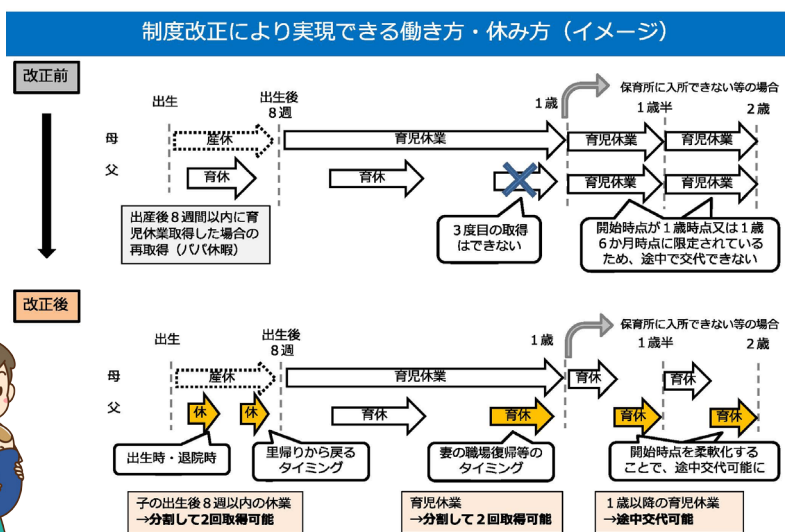 制度改正により実現できる働き方・休み方（イメージ）
改正前
保育所に入所できない等の場合
出生
出生後
8週
1歳
1歳半
2歳
母
産休
育児休業
育児休業
育児休業
父
育休
育休
育児休業
育児休業
出産後８週間以内に育
児休業取得した場合の
再取得（パパ休暇）
３度目の取得
はできない
開始時点が１歳時点又は１歳
６か月時点に限定されている
ため、途中で交代できない
改正後
保育所に入所できない等の場合
出生
出生後
8週
1歳
1歳半
2歳
母
産休
育児休業
育休
育休
父
休
休
育休
育休
育休
育休
出生時・退院時
里帰りから戻る
タイミング
妻の職場復帰等の
タイミング
開始時点を柔軟化する
ことで、途中交代可能に
子の出生後８週以内の休業
→分割して２回取得可能
育児休業
→分割して２回取得可能
１歳以降の育児休業
→途中交代可能